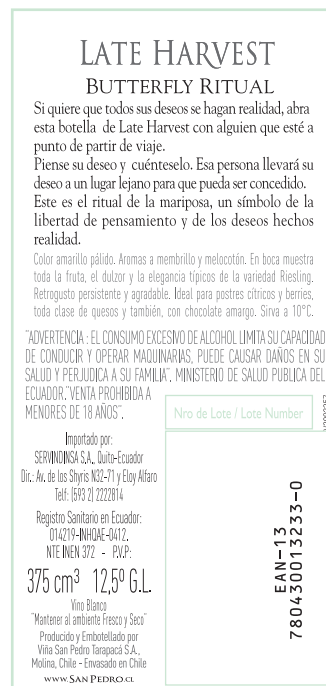 LATE HARVEST
BUTTERFLY RITUAL
Si quiere que todos sus deseos se hagan realidad, abra
esta botella de Late Harvest con alguien que esté a
punto de partir de viaje.
Piense su deseo y cuénteselo. Esa persona llevará su
deseo a un lugar lejano para que pueda ser concedido.
Este es el ritual de la mariposa, un símbolo de la
libertad de pensamiento y de los deseos hechos
realidad.
Color amarillo pálido. Aromas a membrillo y melocotón. En boca muestra
toda la fruta, el dulzor y la elegancia típicos de la variedad Riesling.
Retrogusto persistente y agradable. Ideal para postres cítricos y berries,
toda clase de quesos y también, con chocolate amargo. Sirva a 10°C.
"ADVERTENCIA : EL CONSUMO EXCESIVO DE ALCOHOL LIMITA SU CAPACIDAD
DE CONDUCIR Y OPERAR MAQUINARIAS, PUEDE CAUSAR DAÑOS EN SU
SALUD Y PERJUDICA A SU FAMILIA". MINISTERIO DE SALUD PUBLICA DEL
ECUADOR."VENTA PROHIBIDA A
MENORES DE 18 AÑOS".
Nro de Lote / Lote Number
Importado por:
SERVINDINSA S,A,. Quito-Ecuador
Dir.: Av. de los Shyris N32-71 y Eloy Alfaro
Telf: (593 2) 2222814
Registro Sanitario en Ecuador:
014219-INHQAE-0412.
NTE INEN 372 - P.V.P:
375 cm³ 12,5º G.L.
Vino Blanco
"Mantener al ambiente Fresco y Seco"
Producido y Embotellado por
Viña San Pedro Tarapacá S.A.,
Molina, Chile - Envasado en Chile
www.SanPedro.cl
EAN-13
7804300132330